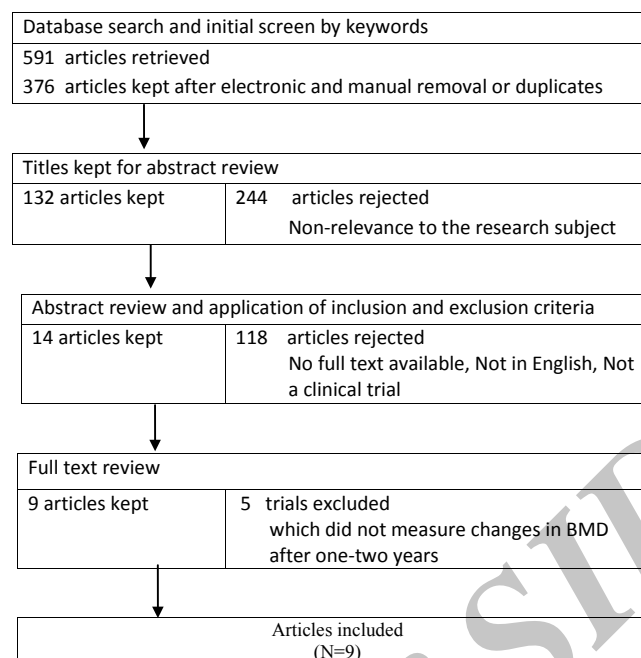 Database search and initial screen by keywords
591 articles retrieved
376 articles kept after electronic and manual removal or duplicates
Titles kept for abstract review
132 articles kept
244 articles rejected
Non-relevance to the research subject
Abstract review and application of inclusion and exclusion criteria
14 articles kept
118 articles rejected
No full text available, Not in English, Not
a clinical trial
Full text review
9 articles kept
5 trials excluded
which did not measure changes in BMD
after one-two years
Articles included
(N=9)